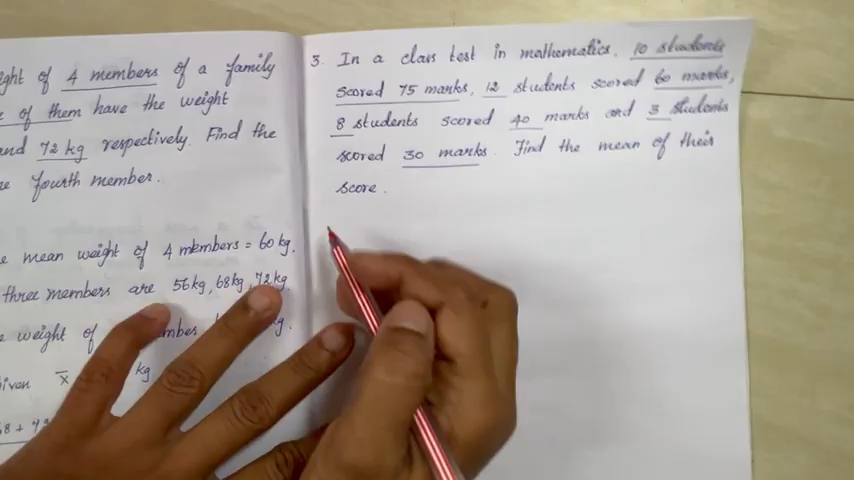 ght of 4 members of a family
e of them have the weight
and 72 kg respectively. Find the
e fourth member.
e mean weight of 4 members = 60 kg.
three members are 56 kg, 68 kg, 72 kg
e weight of
iven x̄ kg
68 + 72
3. In a class test in mathematics, 10 students
scored 75 marks, 12 students scored 60 marks,
8 students scored 40 marks and 3 students
scored 30 marks. Find the mean of their
score.